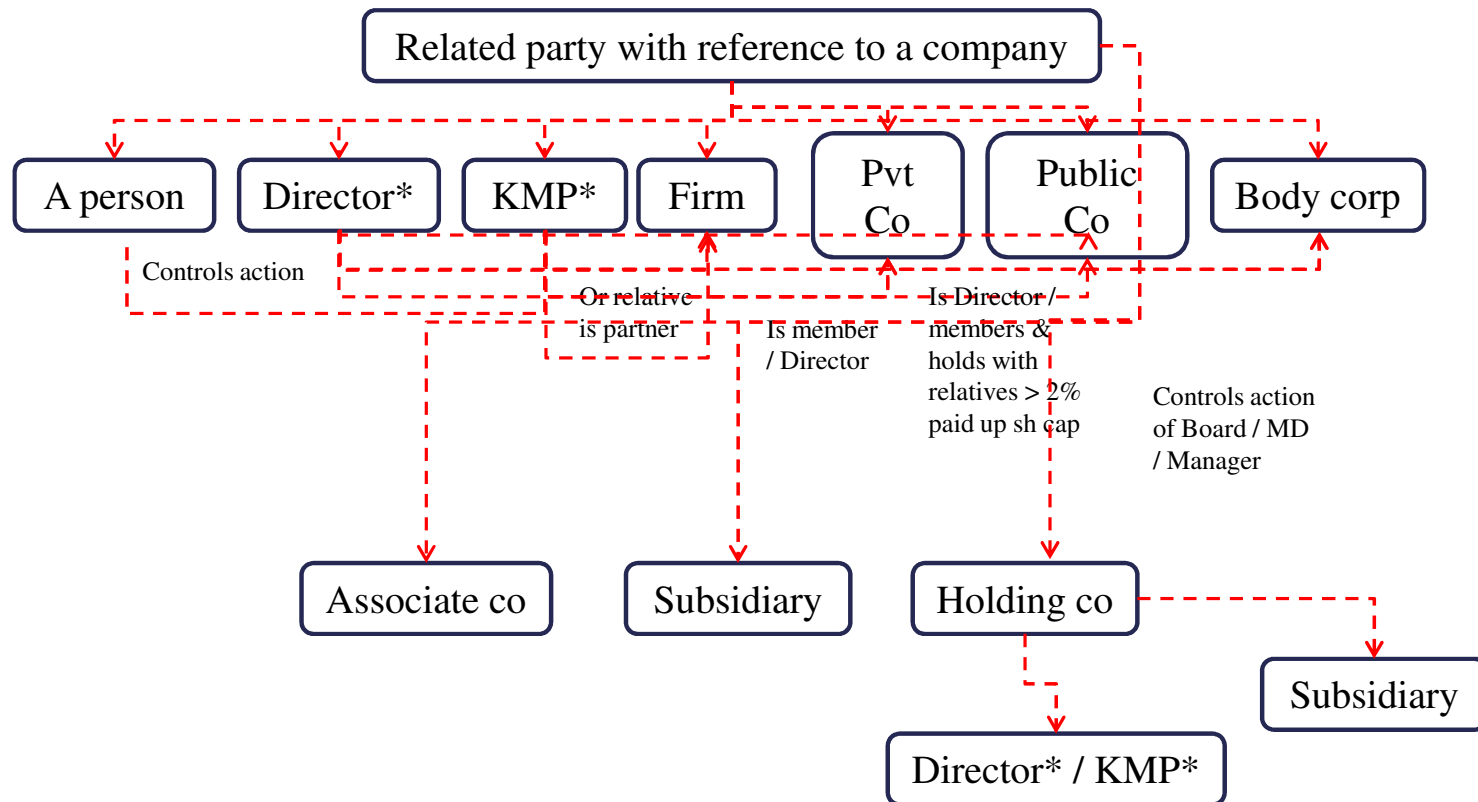 Related party with reference to a company
A person
Director*
KMP*
Firm
Pvt
Co
Public
Co
Body corp
Controls action
Or relative
is partner
Is member
/ Director
Is Director /
members &
holds with
relatives > 2%
paid up sh cap
Controls action
of Board / MD
/ Manager
Associate co
Subsidiary
Holding co
Subsidiary
Director* / KMP*